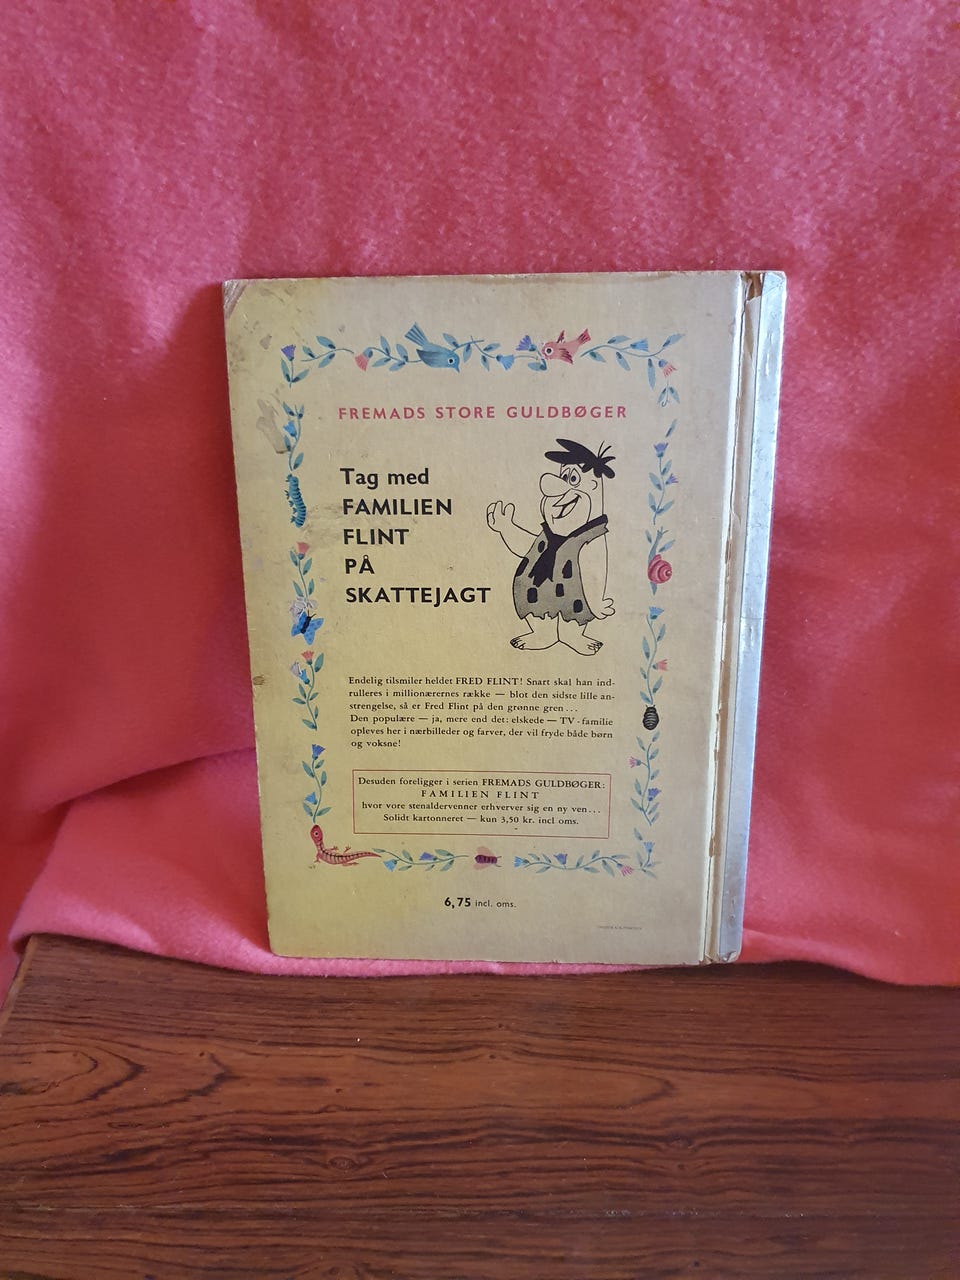 FREMADS STORE GULDBØGER
Tag med
FAMILIEN
FLINT
PÅ
SKATTEJAGT
Endelig tilsmiler heldet FRED FLINT! Snart skal han ind-
rulleres i millionærernes række — blot den sidste lille an-
strengelse, så er Fred Flint på den grønne gren ...
Den populære — ja, mere end det: elskede — TV-familie
opleves her i nærbilleder og farver, der vil fryde både børn
og voksne!
Desuden foreligger i serien FREMADS GULDBØGER:
FAMILIEN FLINT
hvor vore stenaldervenner erhverver sig en ny ven...
Solidt kartonneret — kun 3,50 kr. incl oms.
6,75 incl. oms.